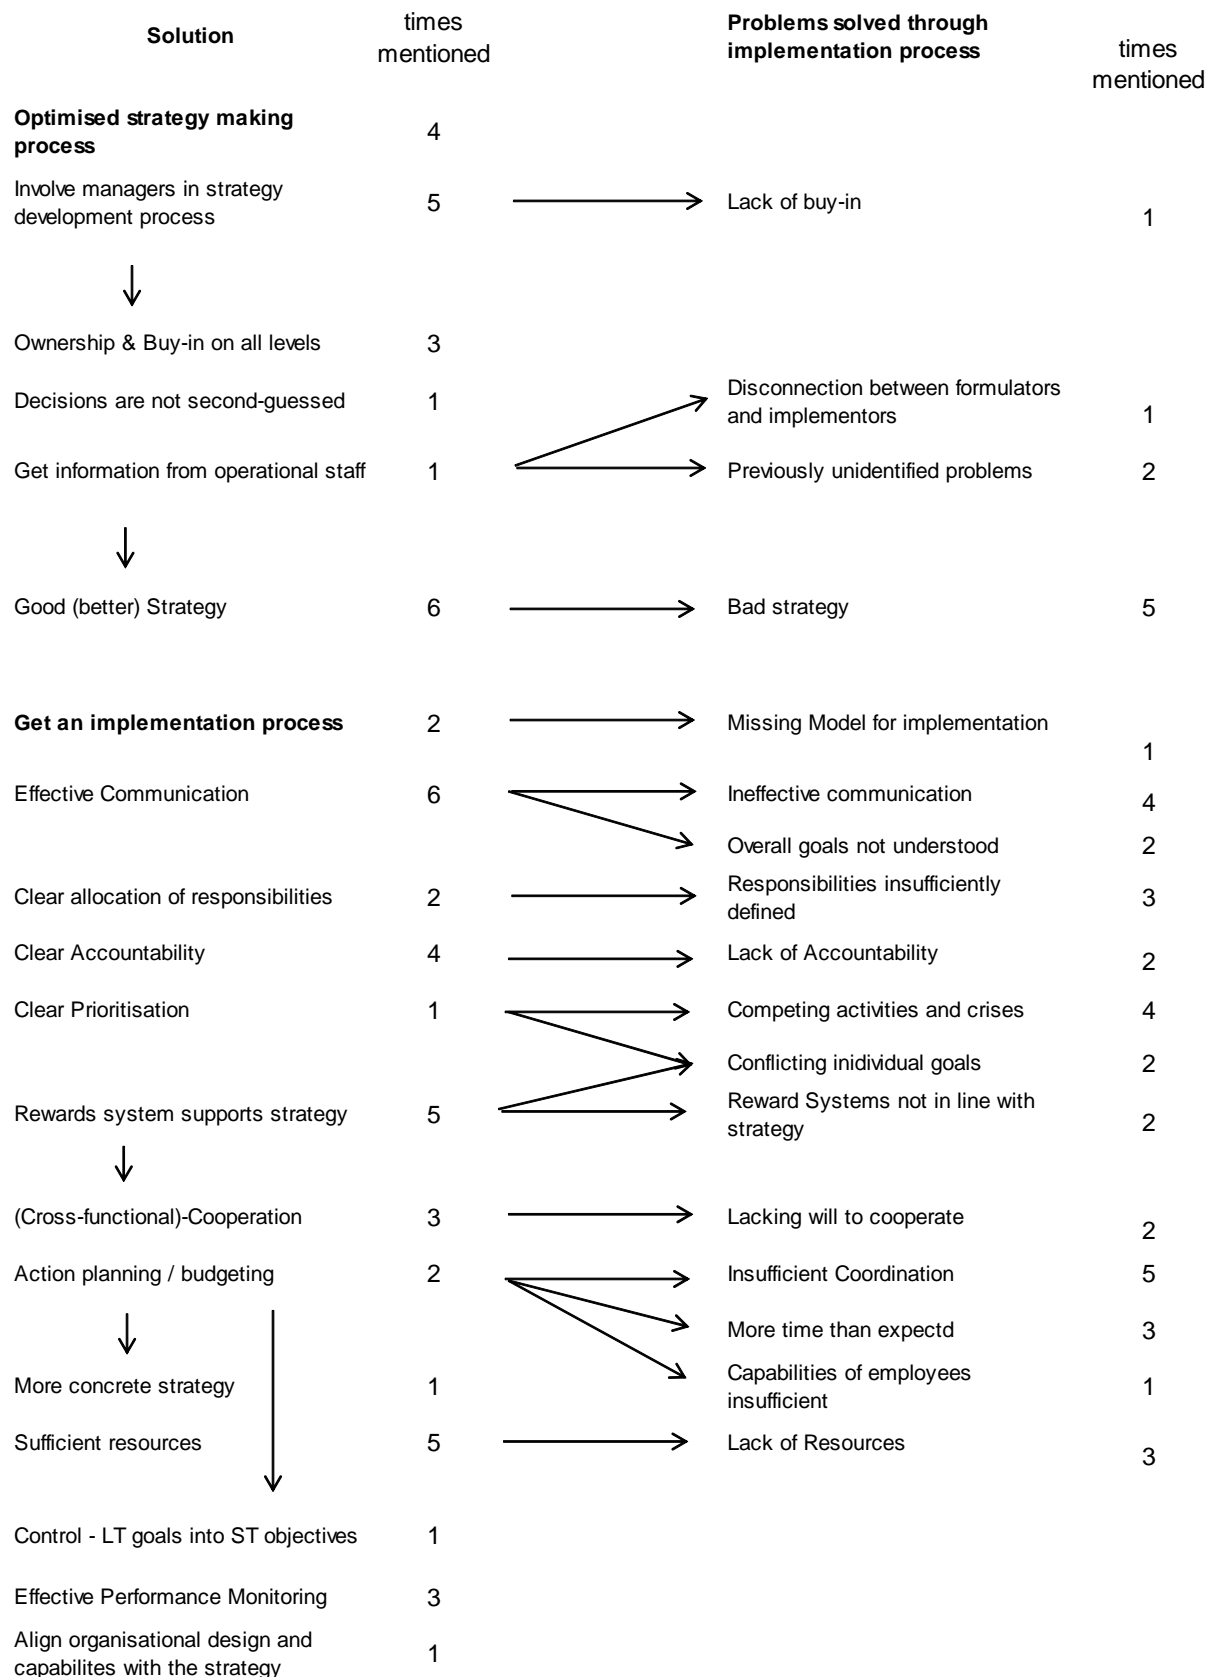 Solution
times
mentioned
Problems solved through
implementation process
times
mentioned
Optimised strategy making
process
4
Involve managers in strategy
development process
5
Lack of buy-in
1
Ownership & Buy-in on all levels
3
Decisions are not second-guessed
1
Disconnection between formulators
and implementors
1
Get information from operational staff
1
Previously unidentified problems
2
Good (better) Strategy
6
Bad strategy
5
Get an implementation process
2
Missing Model for implementation
1
Effective Communication
6
Ineffective communication
4
Overall goals not understood
2
Clear allocation of responsibilities
2
Responsibilities insufficiently
defined
3
Clear Accountability
4
Lack of Accountability
2
Clear Prioritisation
1
Competing activities and crises
4
Conflicting inidividual goals
2
Rewards system supports strategy
5
Reward Systems not in line with
strategy
2
(Cross-functional)-Cooperation
3
Lacking will to cooperate
2
Action planning / budgeting
2
Insufficient Coordination
5
More time than expectd
3
More concrete strategy
1
Capabilities of employees
insufficient
1
Sufficient resources
5
Lack of Resources
3
Control - LT goals into ST objectives
1
Effective Performance Monitoring
3
Align organisational design and
capabilites with the strategy
1